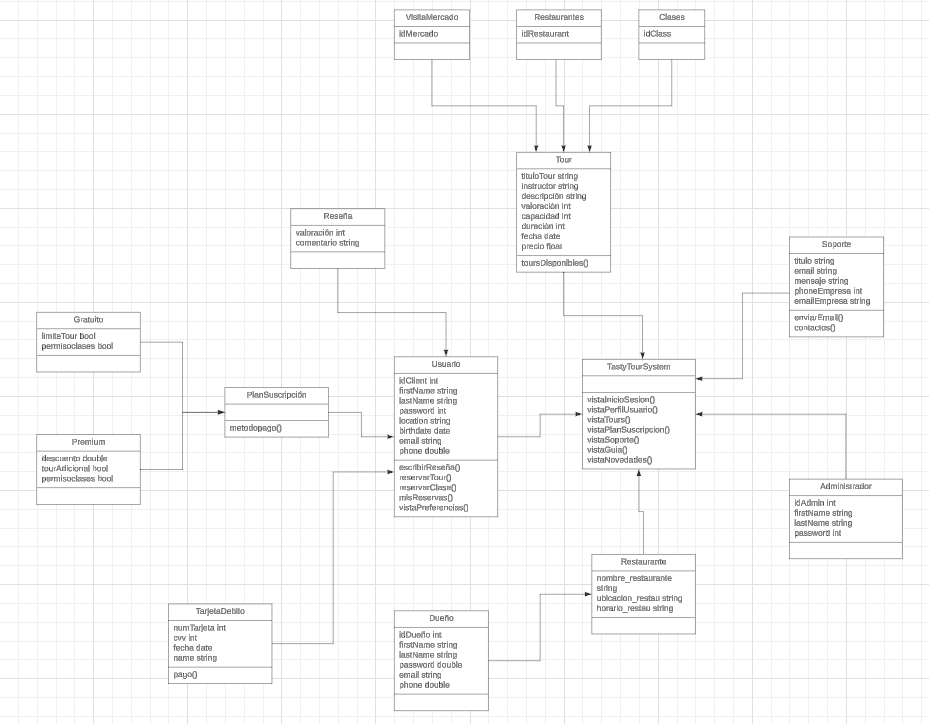 VisitaMercado
idMercado
Restaurantes
idRestaurant
Clases
idClass
Tour
tituloTour string
instructor string
descripción string
valoración int
capacidad int
duración int
fecha date
precio float
toursDisponibles()
Reseña
valoración int
comentario string
Soporte
titulo string
email string
mensaje string
phoneEmpresa int
emailEmpresa string
enviarEmail()
contactos()
Gratuito
limiteTour bool
permisoclases bool
PlanSuscripción
metodopago()
Premium
descuento double
tourAdicional bool
permisoclases bool
Usuario
idClient int
firstName string
lastName string
password int
location string
birthdate date
email string
phone double
escribirReseña()
reservarTour()
reservarClase()
misReservas()
vistaPreferencias()
TastyTourSystem
vistaInicioSesion()
vistaPerfilUsuario()
vistaTours()
vistaPlanSuscripcion()
vistaSoporte()
vistaGuia()
vistaNovedades()
Administrador
idAdmin int
firstName string
lastName string
password int
Restaurante
nombre_restaurante
string
ubicacion_restau string
horario_restau string
TarjetaDebito
numTarjeta int
cvv int
fecha date
name string
pago()
Dueño
idDueño int
firstName string
lastName string
password double
email string
phone double